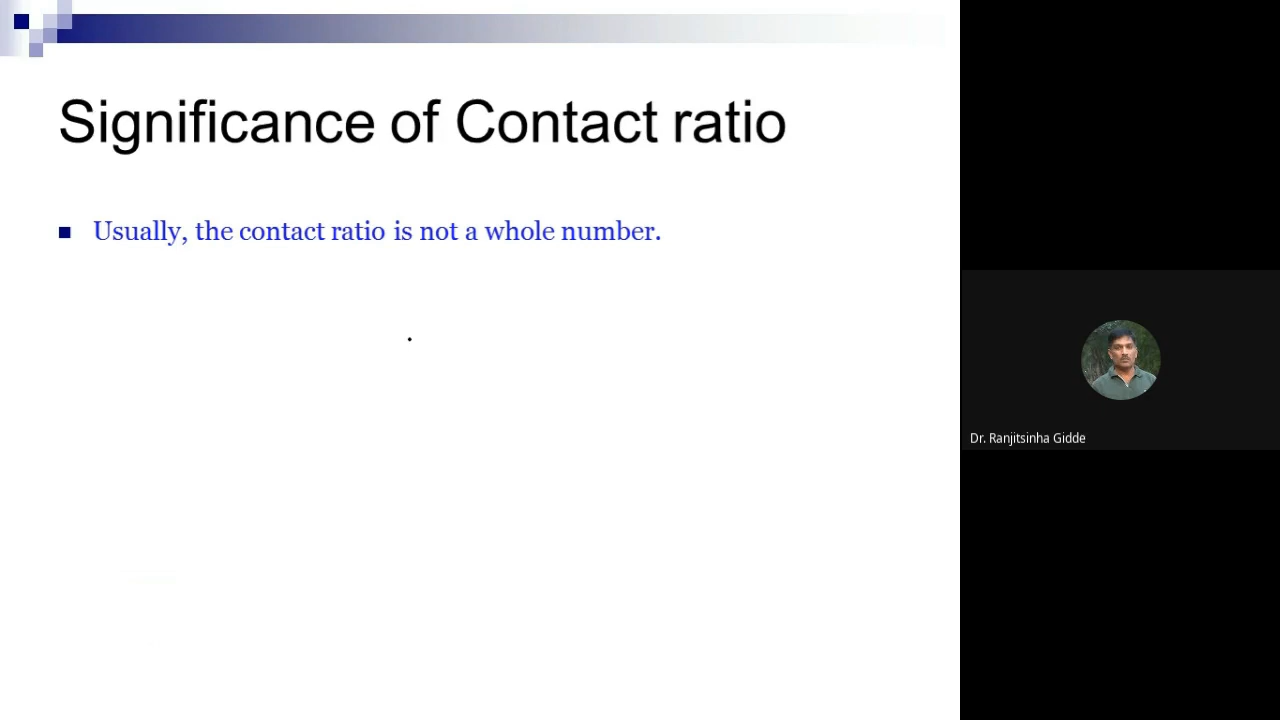 Significance of Contact ratio
Usually, the contact ratio is not a whole number.
Dr. Ranjitsinha Gidde